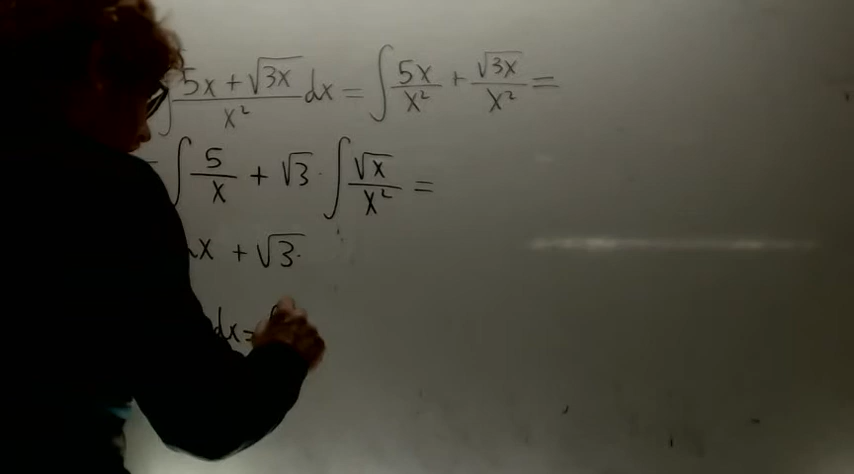 ∫ 5x + √3x / x² dx = ∫ 5x / x² + √3x / x² =
∫ 5 / x + √3 · ∫ √x / x² =
x + √3 ·
dx =